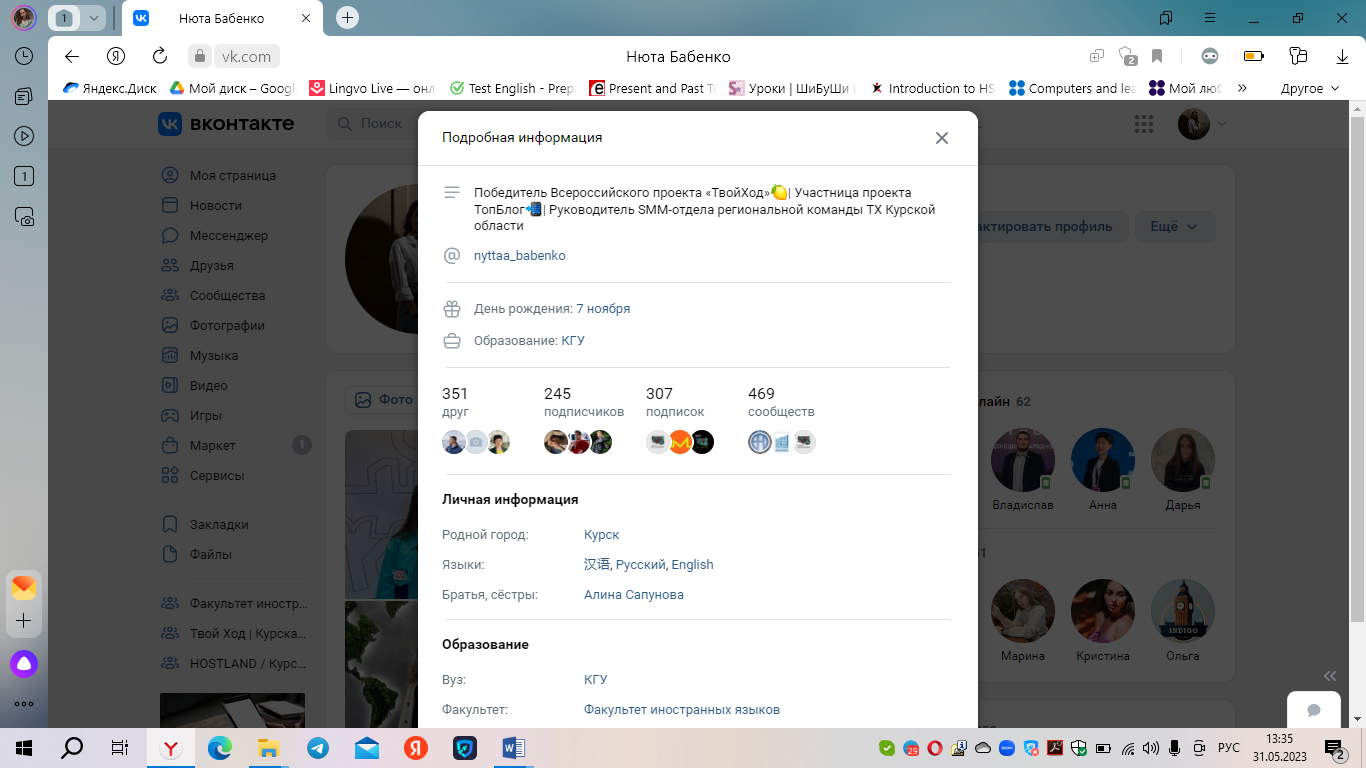 1
Нюта Бабенко
vk.com
Нюта Бабенко
2
Яндекс.Диск
Мой диск – Googl
Lingvo Live — онл
Test English - Prep
Present and Past Te
Уроки | ШиБуШи
Introduction to HS
Computers and lea
Мой люб
»
Другое
1
вконтакте
Поиск
Моя страница
Новости
Мессенджер
Друзья
Сообщества
Фотографии
Музыка
Видео
Игры
Маркет
1
Сервисы
Закладки
Файлы
Факультет иностр...
Твой Ход | Курска...
HOSTLAND / Курс...
Фото
Подробная информация
Победитель Всероссийского проекта «ТвойХод»🍋| Участница проекта
ТопБлог📲| Руководитель SMM-отдела региональной команды ТХ Курской
области
nyttaa_babenko
День рождения: 7 ноября
Образование: КГУ
351
друг
245
подписчиков
307
подписок
469
сообществ
Личная информация
Родной город: Курск
Языки: 汉语, Русский, English
Братья, сёстры: Алина Сапунова
Образование
Вуз: КГУ
Факультет: Факультет иностранных языков
актировать профиль
Ещё
лайн 62
Владислав
Анна
Дарья
Марина
Кристина
Ольга
INDIGO
29
РУС
13:35
31.05.2023
2